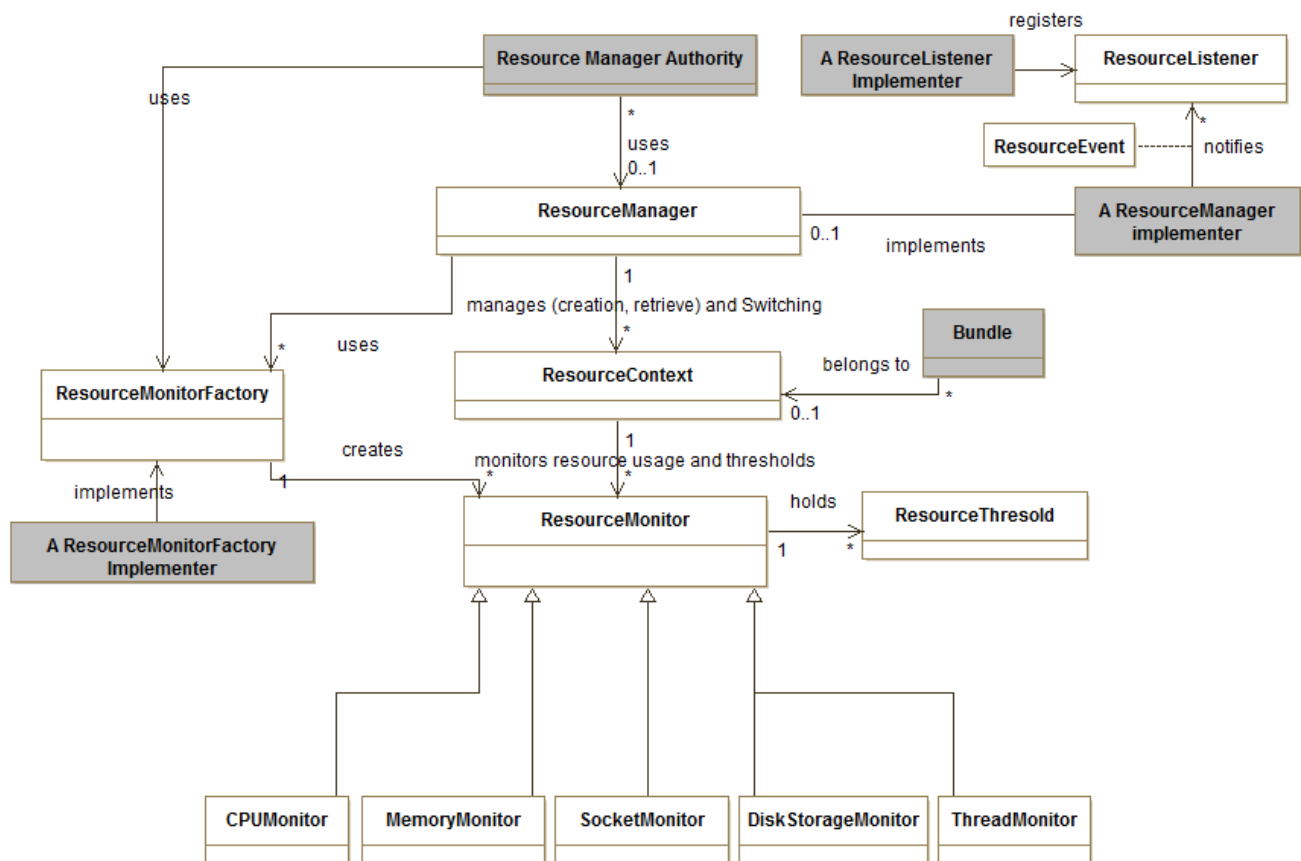 registers
Resource Manager Authority
A ResourceListener
Implementer
ResourceListener
uses
*
*
uses
ResourceEvent
notifies
0..1
ResourceManager
A ResourceManager
implementer
0..1
implements
1
manages (creation, retrieve) and Switching
*
*
uses
Bundle
belongs to
ResourceContext
*
0..1
ResourceMonitorFactory
1
creates
monitors resource usage and thresholds
*
*
1
implements
holds
ResourceMonitor
ResourceThresold
1
*
A ResourceMonitorFactory
Implementer
CPUMonitor
MemoryMonitor
SocketMonitor
DiskStorageMonitor
ThreadMonitor